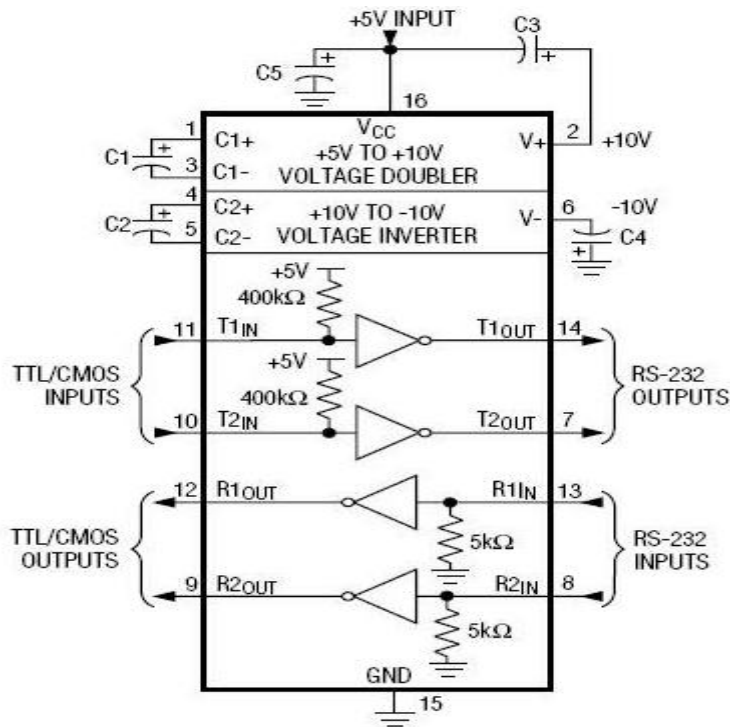 +5V INPUT
C3
+
C5
+
+
16
1
C1+
VCC
V+
2
+10V
C1
+
+5V TO +10V
3
C1-
VOLTAGE DOUBLER
4
C2+
C2
+
+10V TO -10V
V-
6
-10V
5
C2-
VOLTAGE INVERTER
+
C4
+5V
400kΩ
11
T1IN
T1OUT
14
TTL/CMOS
INPUTS
+5V
400kΩ
RS-232
OUTPUTS
10
T2IN
T2OUT
7
12
R1OUT
R1IN
13
TTL/CMOS
OUTPUTS
5kΩ
RS-232
INPUTS
9
R2OUT
R2IN
8
5kΩ
GND
15